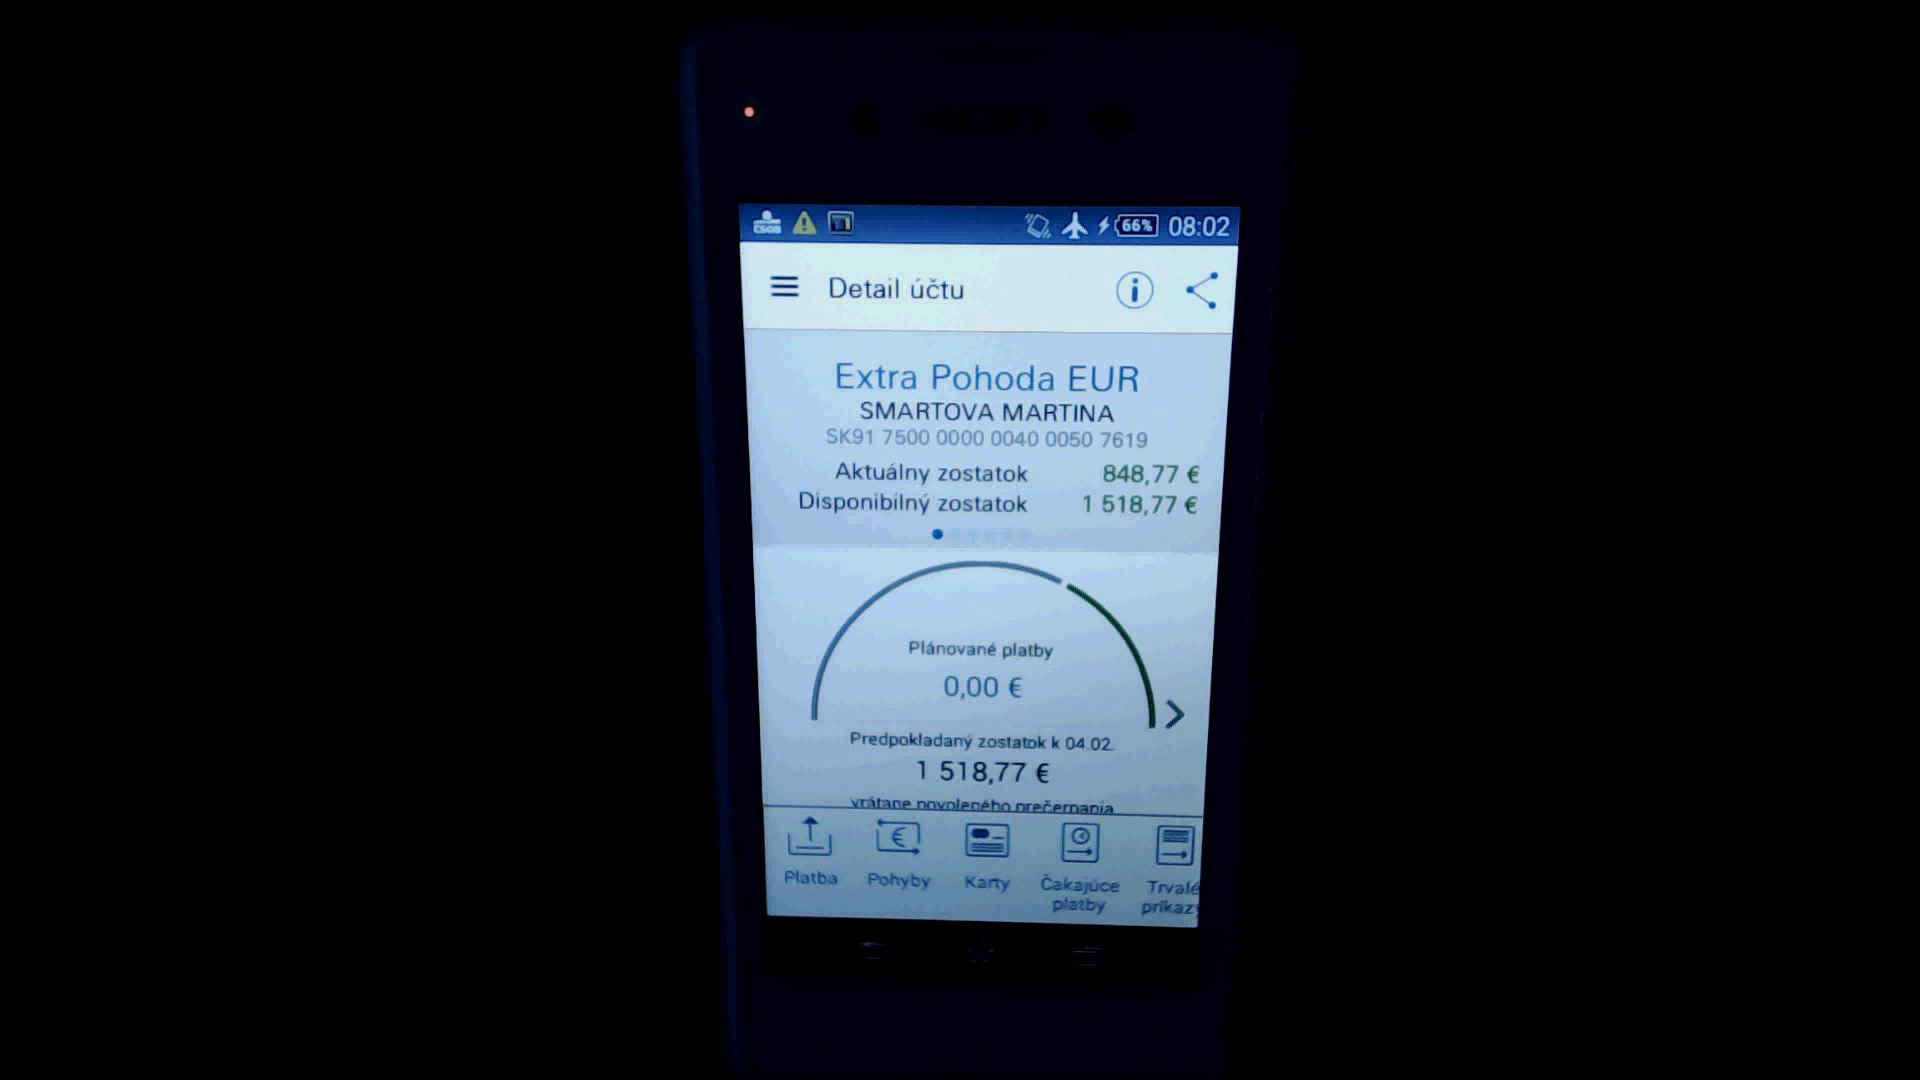 ČSOB 66% 08:02
Detail účtu
Extra Pohoda EUR
SMARTOVA MARTINA
SK91 7500 0000 0040 0050 7619
Aktuálny zostatok 848,77 €
Disponibilný zostatok 1 518,77 €
Plánované platby
0,00 €
Predpokladaný zostatok k 04.02.
1 518,77 €
vrátane povoleného prečerpania
Platba Pohyby Karty Čakajúce platby Trvalé príkazy